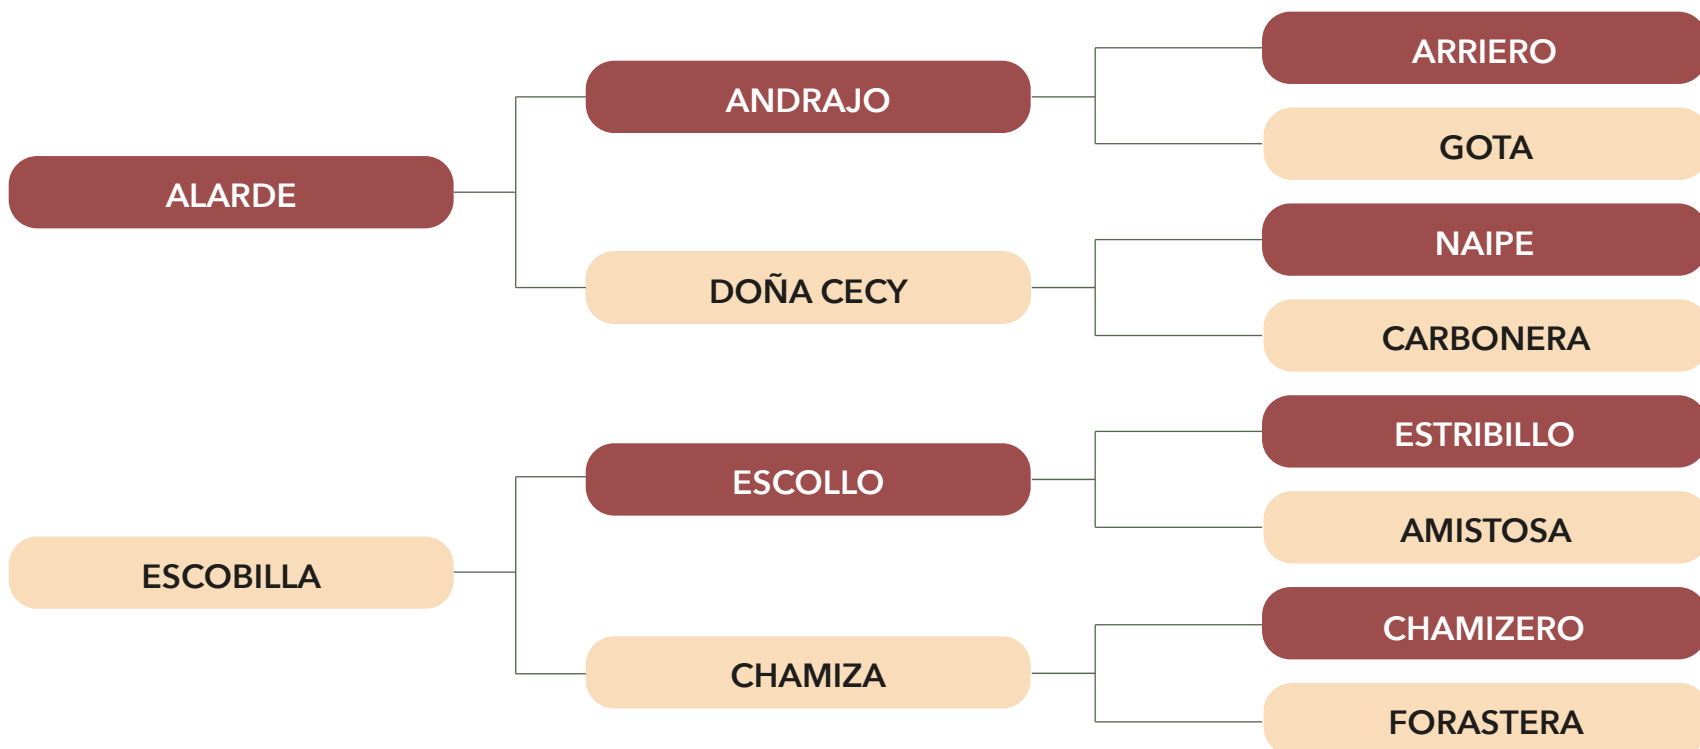 ARRIERO
ANDRAJO
GOTA
ALARDE
NAIPE
DOÑA CECY
CARBONERA
ESTRIBILLO
ESCOLLO
AMISTOSA
ESCOBILLA
CHAMIZERO
CHAMIZA
FORASTERA